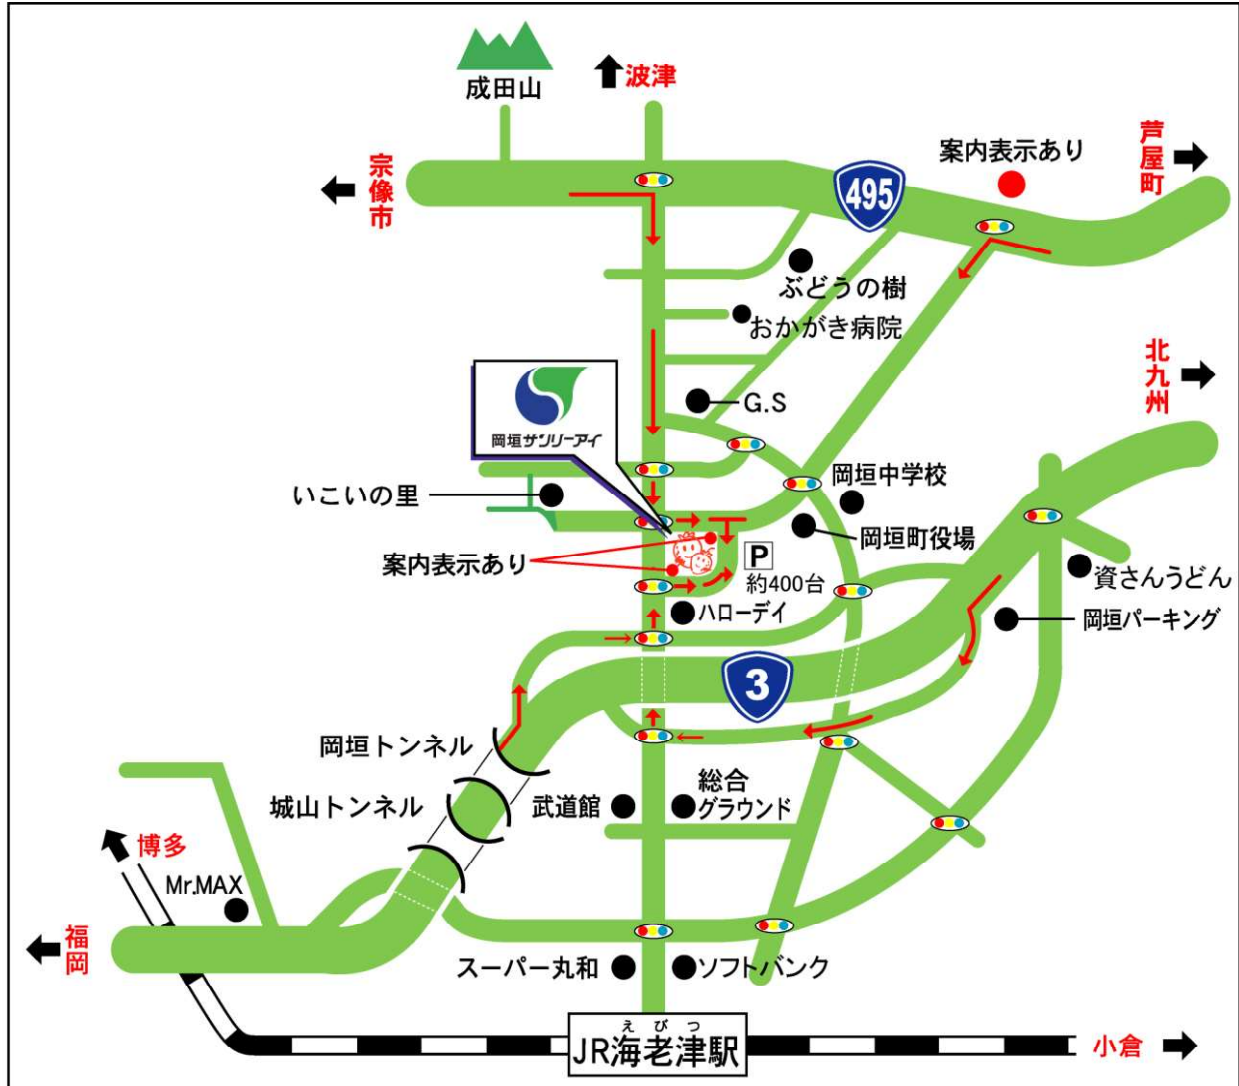 成田山
波津
宗像市
案内表示あり
芦屋町
495
ぶどうの樹
おかがき病院
北九州
岡垣サンリーアイ
G.S
いこいの里
岡垣中学校
岡垣町役場
案内表示あり
P
約400台
資さんうどん
ハローデイ
岡垣パーキング
3
岡垣トンネル
城山トンネル
武道館
総合
グラウンド
博多
Mr.MAX
福岡
スーパー丸和
ソフトバンク
えびつ
JR海老津駅
小倉